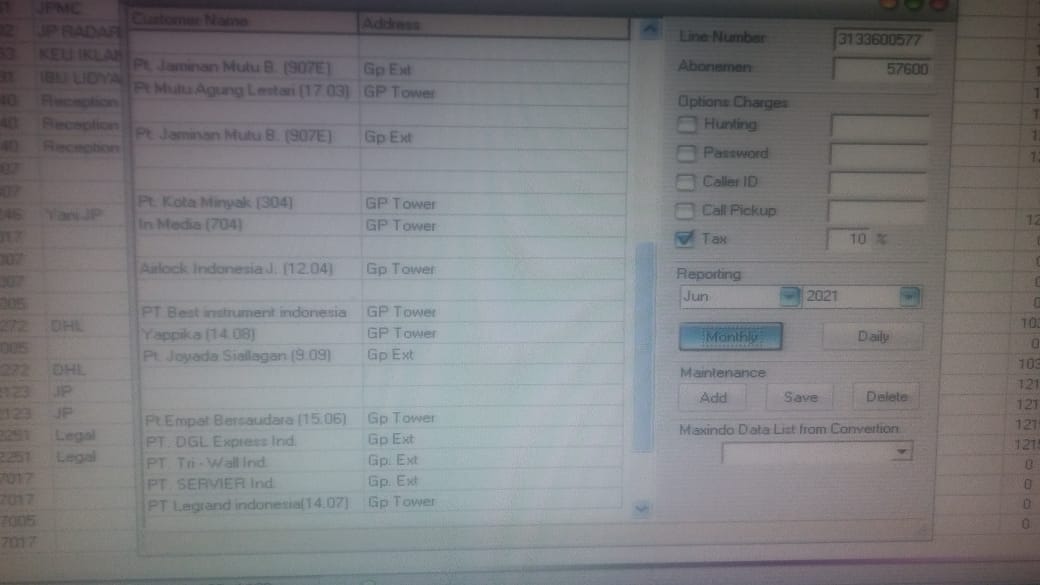 JPMC
JP RADAR
KEU IKLAN
IBU LIDYA
Reception
Reception
Reception
Yani JP
DHL
DHL
JP
JP
Legal
Legal
Customer Name Address
Pt. Jaminan Mutu B. (907E) Gp Ext
Pt Mutu Agung Lestari (17.03) GP Tower
Pt. Jaminan Mutu B. (907E) Gp Ext
Pt. Kota Minyak (304) GP Tower
In Media (704) GP Tower
Airlock Indonesia J. (12.04) Gp Tower
PT Best instrument indonesia GP Tower
Yappika (14.08) GP Tower
Pt. Joyada Siallagan (9.09) Gp Ext
Pt Empat Bersaudara (15.06) Gp Tower
PT. DGL Express Ind. Gp Ext
PT. Tri - Wall Ind. Gp. Ext
PT. SERVIER Ind. Gp. Ext
PT Legrand indonesia(14.07) Gp Tower
Line Number 3133600577
Abonemen 57600
Options Charges
Hunting
Password
Caller ID
Call Pickup
Tax 10 %
Reporting
Jun 2021
Monthly Daily
Maintenance
Add Save Delete
Maxindo Data List from Convertion